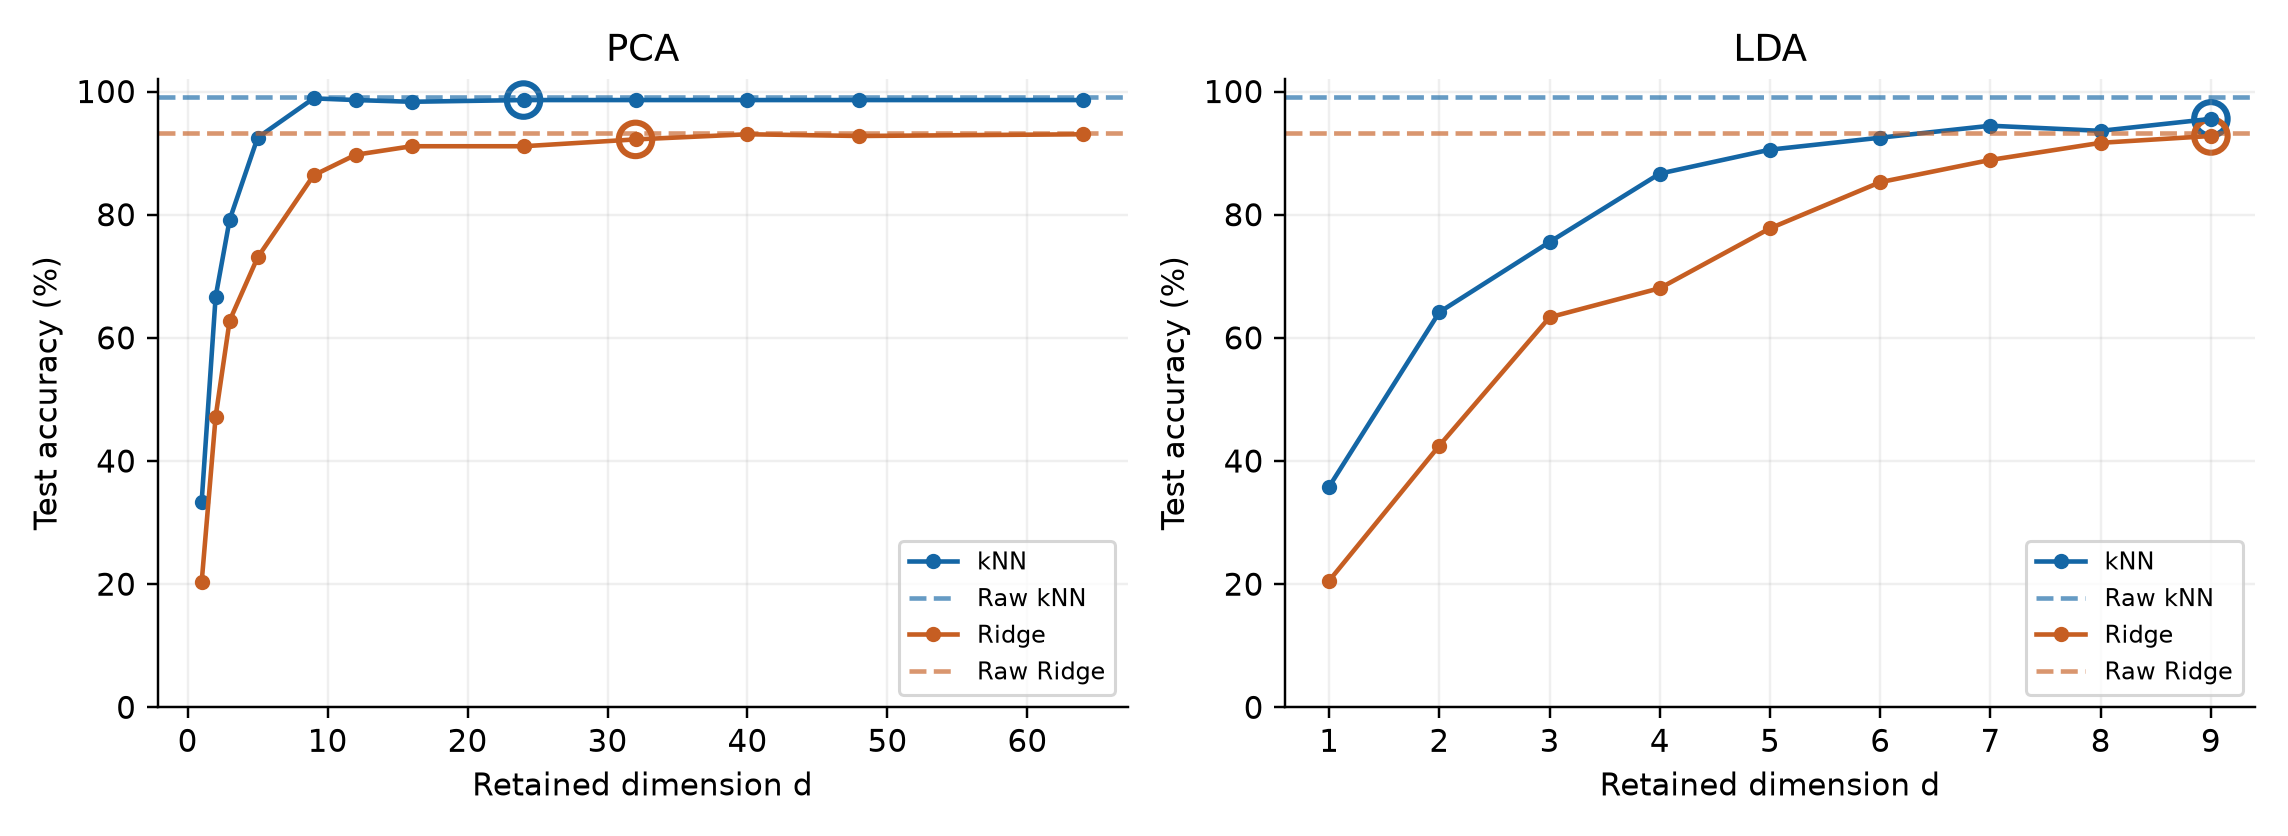 PCA
100
80
60
40
20
0
Test accuracy (%)
0 10 20 30 40 50 60
Retained dimension d
kNN
Raw kNN
Ridge
Raw Ridge
LDA
100
80
60
40
20
0
Test accuracy (%)
1 2 3 4 5 6 7 8 9
Retained dimension d
kNN
Raw kNN
Ridge
Raw Ridge